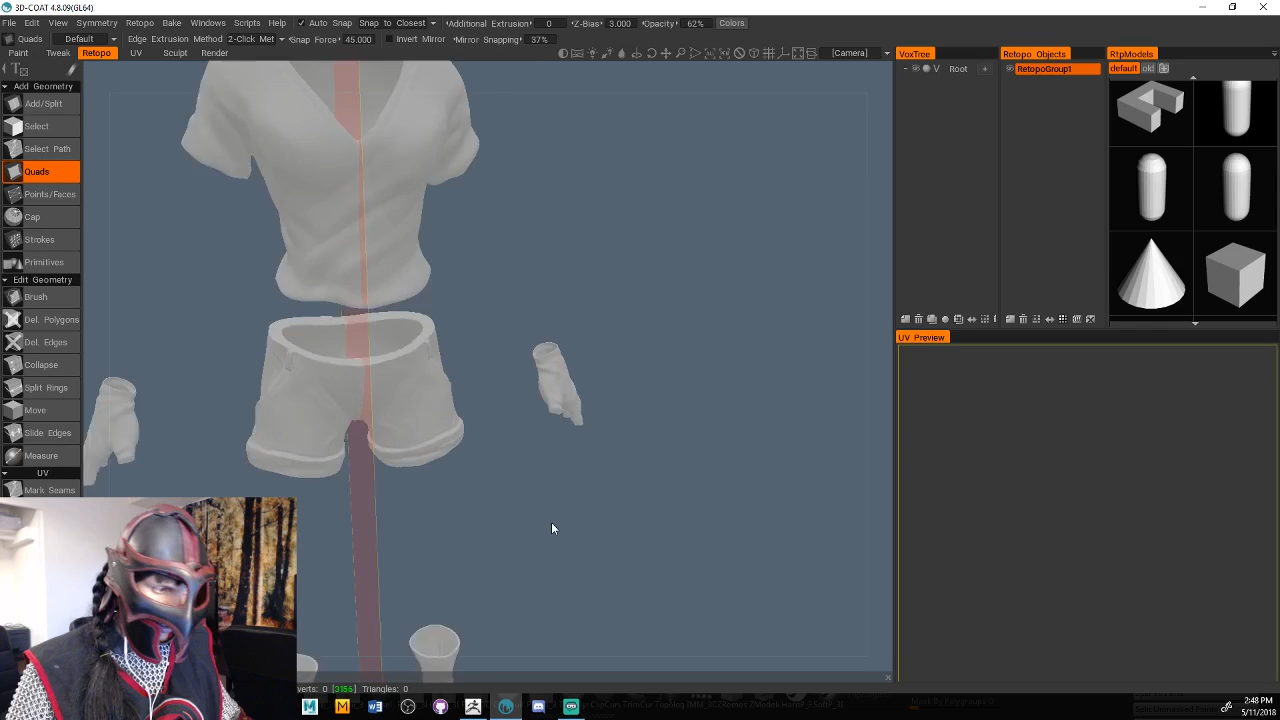 3D-COAT 4.8.09(GL64)
File Edit View Symmetry Retopo Bake Windows Scripts Help Auto Snap Snap to Closest Additional Extrusion 0 Z-Bias 3.000 Opacity 62% Colors
Quads Default Edge Extrusion Method 2-Click Met Snap Force 45.000 Invert Mirror Mirror Snapping 37%
Paint Tweak Retopo UV Sculpt Render [Camera] VoxTree Retopo Objects RtpModels
V Root + RetopoGroup1 default old
Add Geometry
Add/Split
Select
Select Path
Quads
Points/Faces
Cap
Strokes
Primitives
Edit Geometry
Brush
Del. Polygons
Del. Edges
Collapse
Split Rings
Move
Slide Edges
Measure
UV
Mark Seams
UV Preview
verts: 0 [3156] Triangles: 0
2:48 PM
5/11/2018